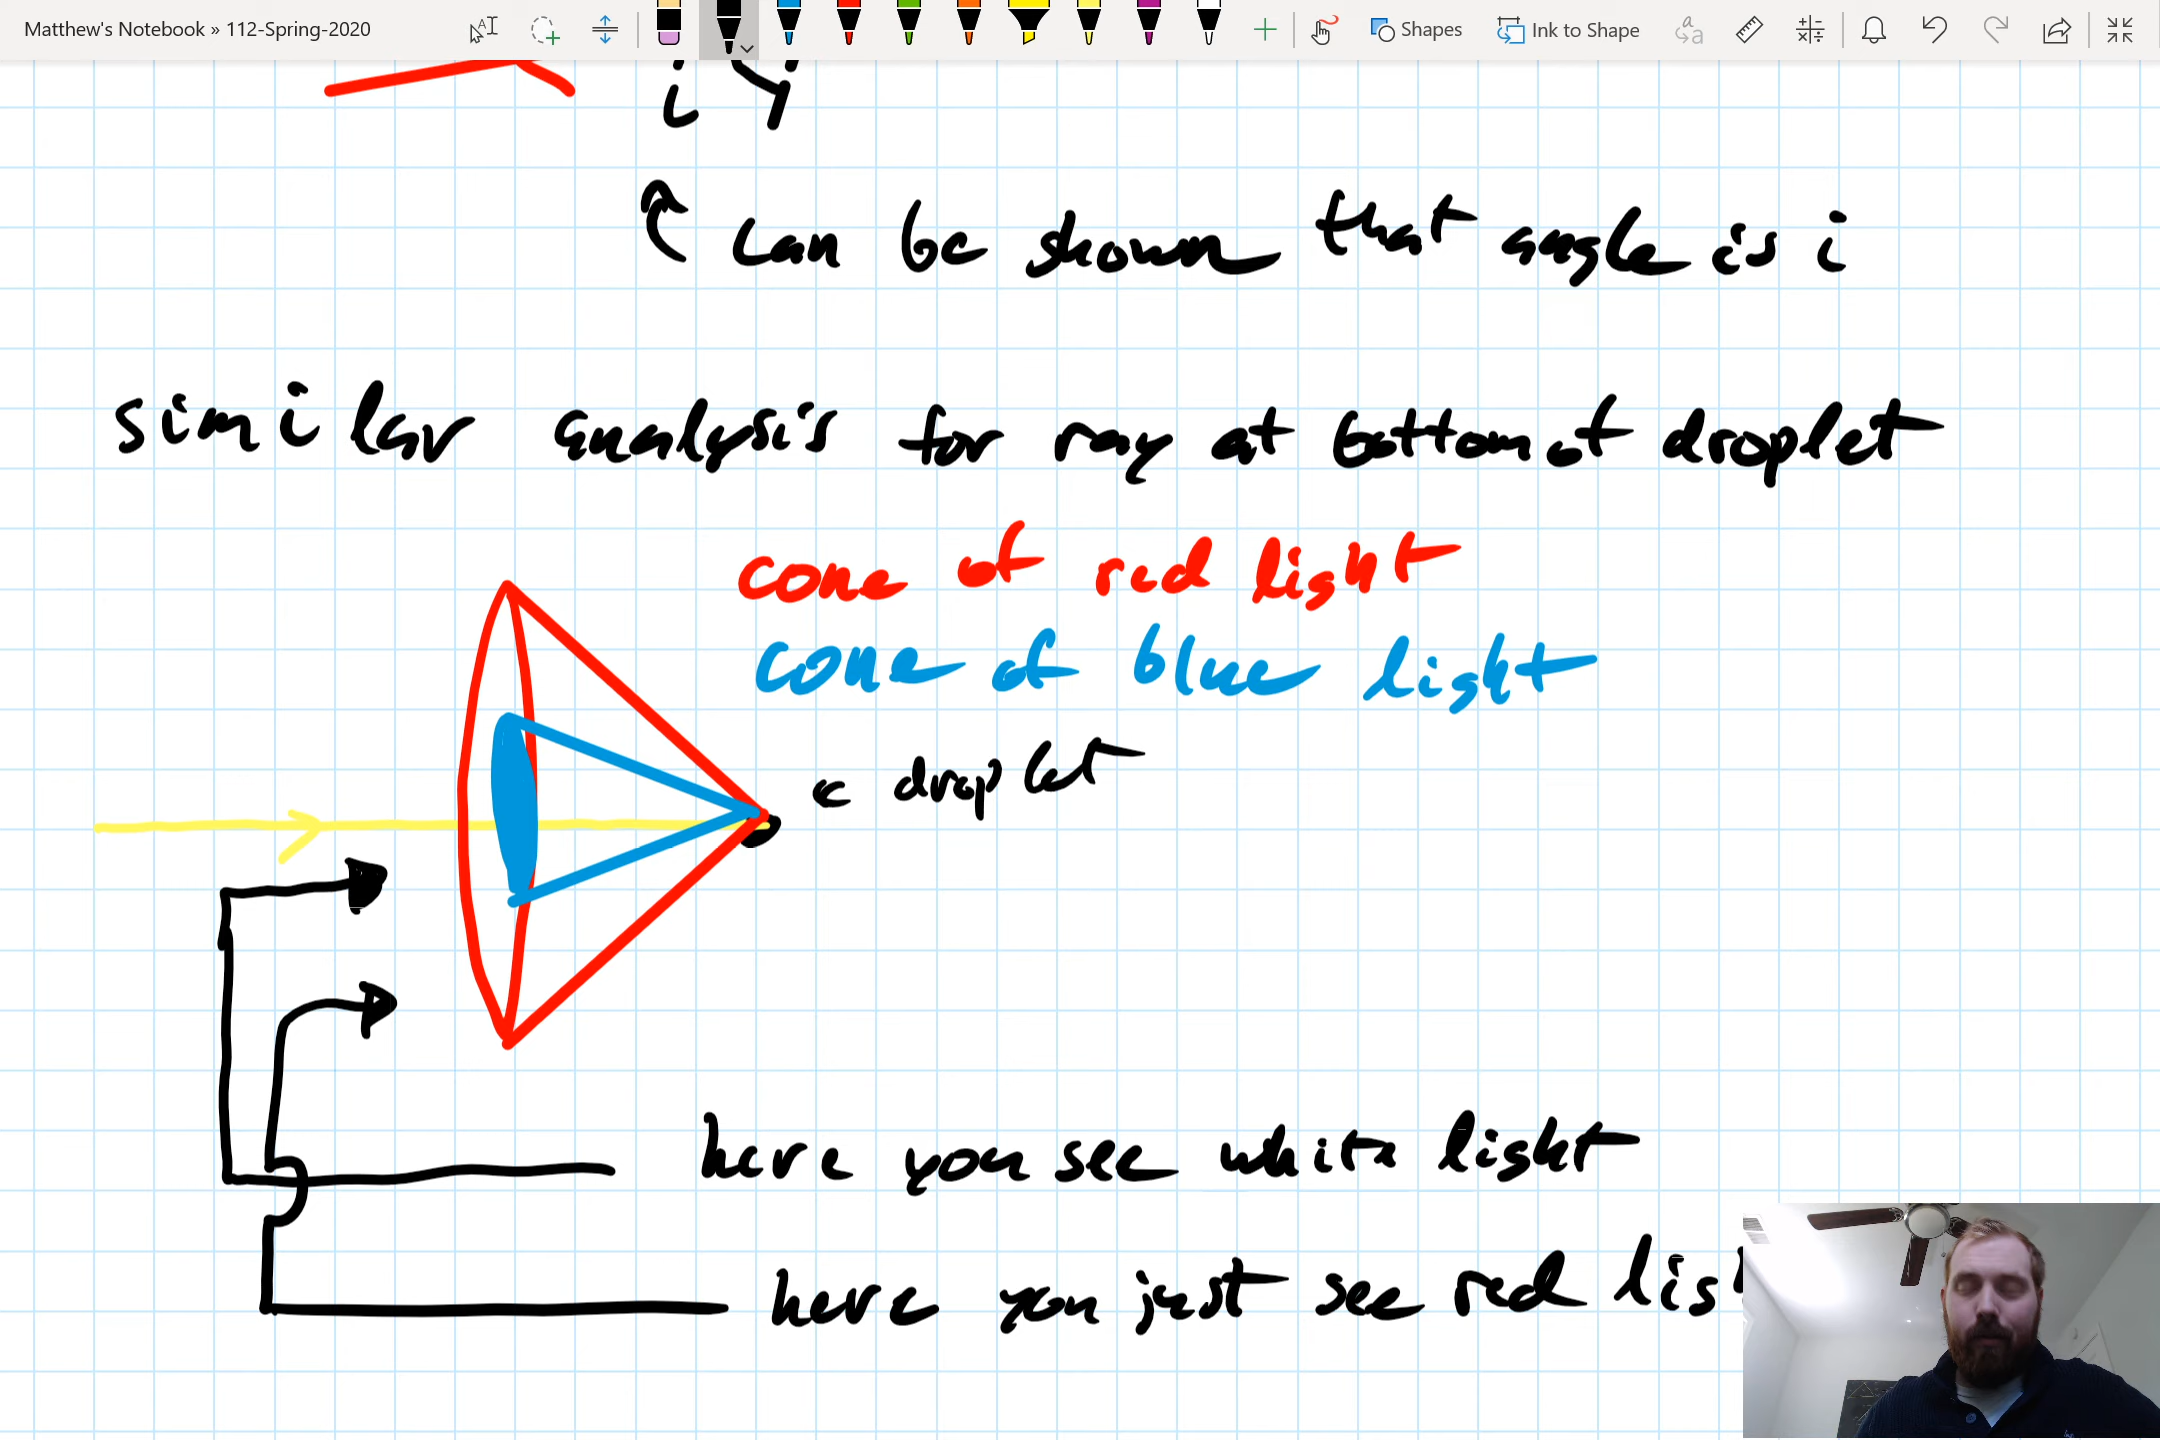 Matthew's Notebook » 112-Spring-2020
Shapes
Ink to Shape
i
can be shown that angle is i
similar analysis for ray at bottom of droplet
cone of red light
cone of blue light
droplet
here you see white light
here you just see red lig